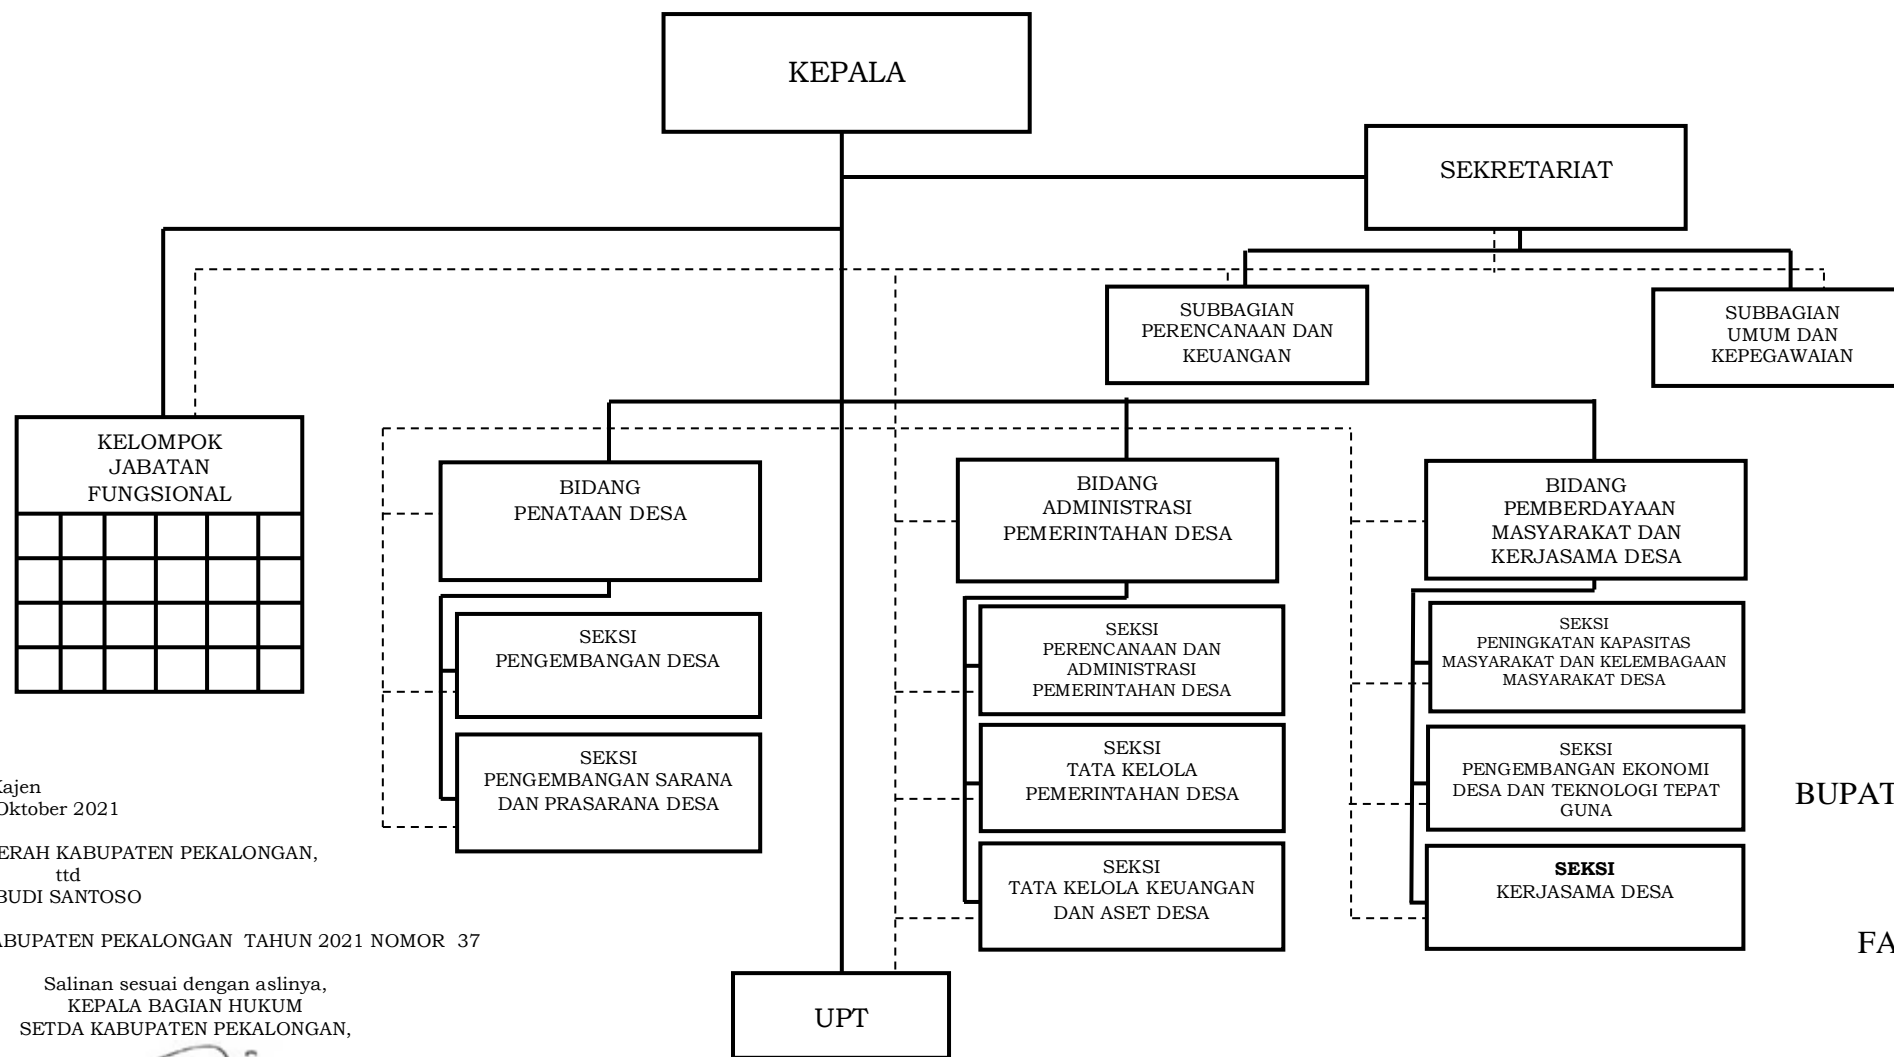 KEPALA
SEKRETARIAT
SUBBAGIAN
PERENCANAAN DAN
KEUANGAN
SUBBAGIAN
UMUM DAN
KEPEGAWAIAN
KELOMPOK
JABATAN
FUNGSIONAL
BIDANG
PENATAAN DESA
BIDANG
ADMINISTRASI
PEMERINTAHAN DESA
BIDANG
PEMBERDAYAAN
MASYARAKAT DAN
KERJASAMA DESA
SEKSI
PENGEMBANGAN DESA
SEKSI
PENGEMBANGAN SARANA
DAN PRASARANA DESA
SEKSI
PERENCANAAN DAN
ADMINISTRASI
PEMERINTAHAN DESA
SEKSI
TATA KELOLA
PEMERINTAHAN DESA
SEKSI
TATA KELOLA KEUANGAN
DAN ASET DESA
SEKSI
PENINGKATAN KAPASITAS
MASYARAKAT DAN KELEMBAGAAN
MASYARAKAT DESA
SEKSI
PENGEMBANGAN EKONOMI
DESA DAN TEKNOLOGI TEPAT
GUNA
SEKSI
KERJASAMA DESA
UPT
Kajen
Oktober 2021
ERAH KABUPATEN PEKALONGAN,
ttd
BUDI SANTOSO
ABUPATEN PEKALONGAN TAHUN 2021 NOMOR 37
Salinan sesuai dengan aslinya,
KEPALA BAGIAN HUKUM
SETDA KABUPATEN PEKALONGAN,
BUPAT
FA